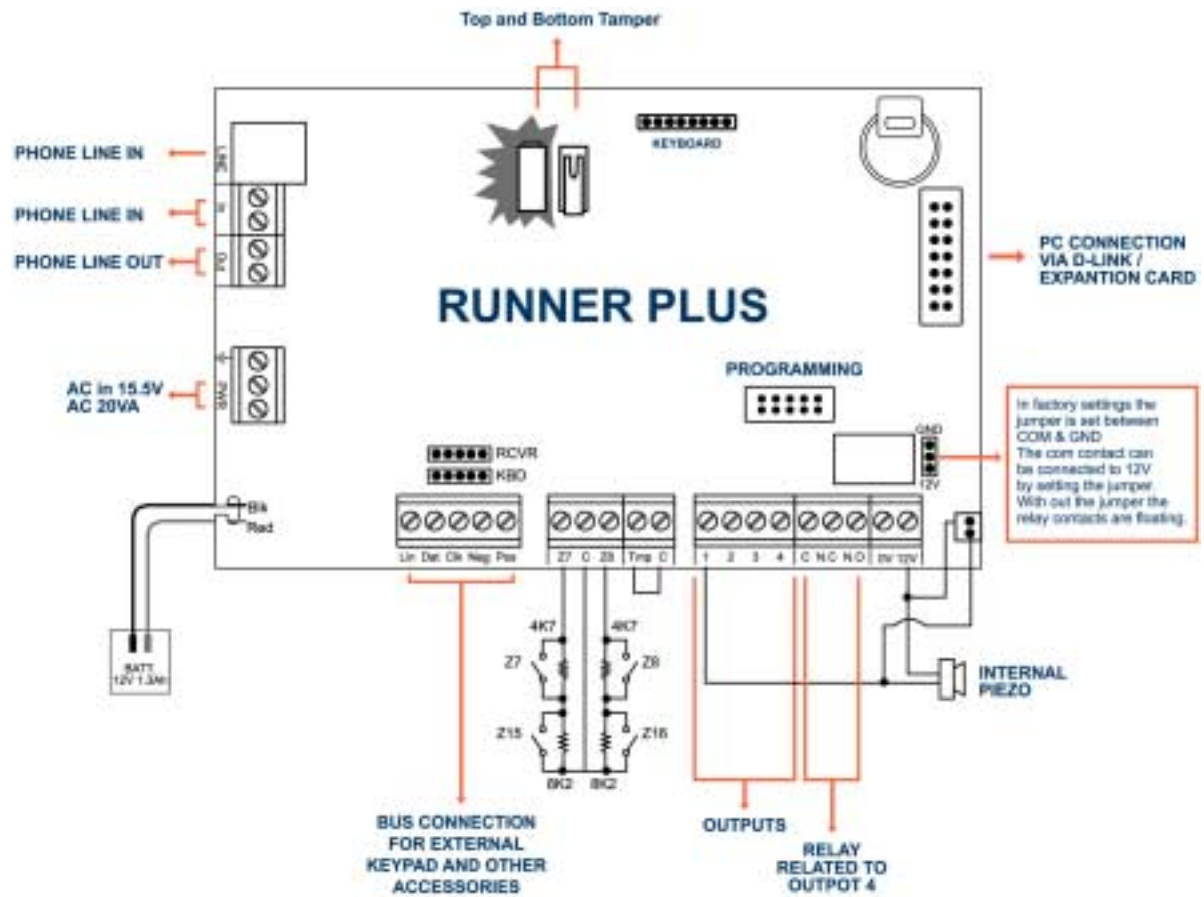 Top and Bottom Tamper
KEYBOARD
PHONE LINE IN
LINE
PHONE LINE IN
In
PHONE LINE OUT
Out
PC CONNECTION
VIA D-LINK /
EXPANTION CARD
RUNNER PLUS
AC in 15.5V
AC 20VA
PWR
PROGRAMMING
GND
12V
In factory settings the
jumper is set between
COM & GND
The com contact can
be connected to 12V
by setting the jumper.
With out the jumper the
relay contacts are floating.
RCVR
KBD
Blk
Red
Lin Dat Clk Neg Pos
Z7 C Z8 Tmp C
1 2 3 4 C N.C N.O 0V 12V
BATT.
12V 1.3Ah
4K7 4K7
Z7 Z8
Z15 Z16
8K2 8K2
INTERNAL
PIEZO
BUS CONNECTION
FOR EXTERNAL
KEYPAD AND OTHER
ACCESSORIES
OUTPUTS
RELAY
RELATED TO
OUTPOT 4